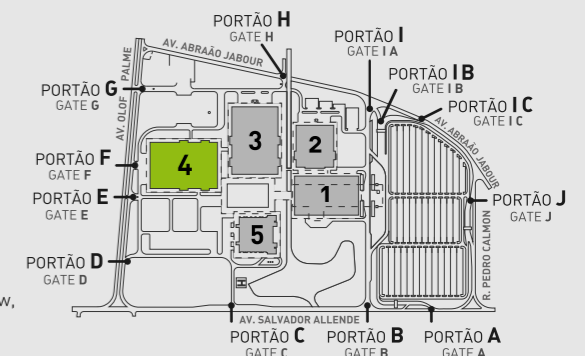 PORTÃO H
GATE H
PORTÃO I
GATE I A
AV. ABRAÃO JABOUR
PORTÃO I B
GATE I B
PORTÃO G
GATE G
PORTÃO I C
GATE I C
AV. OLOF PALME
AV. ABRAÃO JABOUR
3
2
PORTÃO F
GATE F
4
1
PORTÃO E
GATE E
PORTÃO J
GATE J
5
R. PEDRO CALMON
PORTÃO D
GATE D
H
w,
AV. SALVADOR ALLENDE
PORTÃO C
GATE C
PORTÃO B
GATE B
PORTÃO A
GATE A